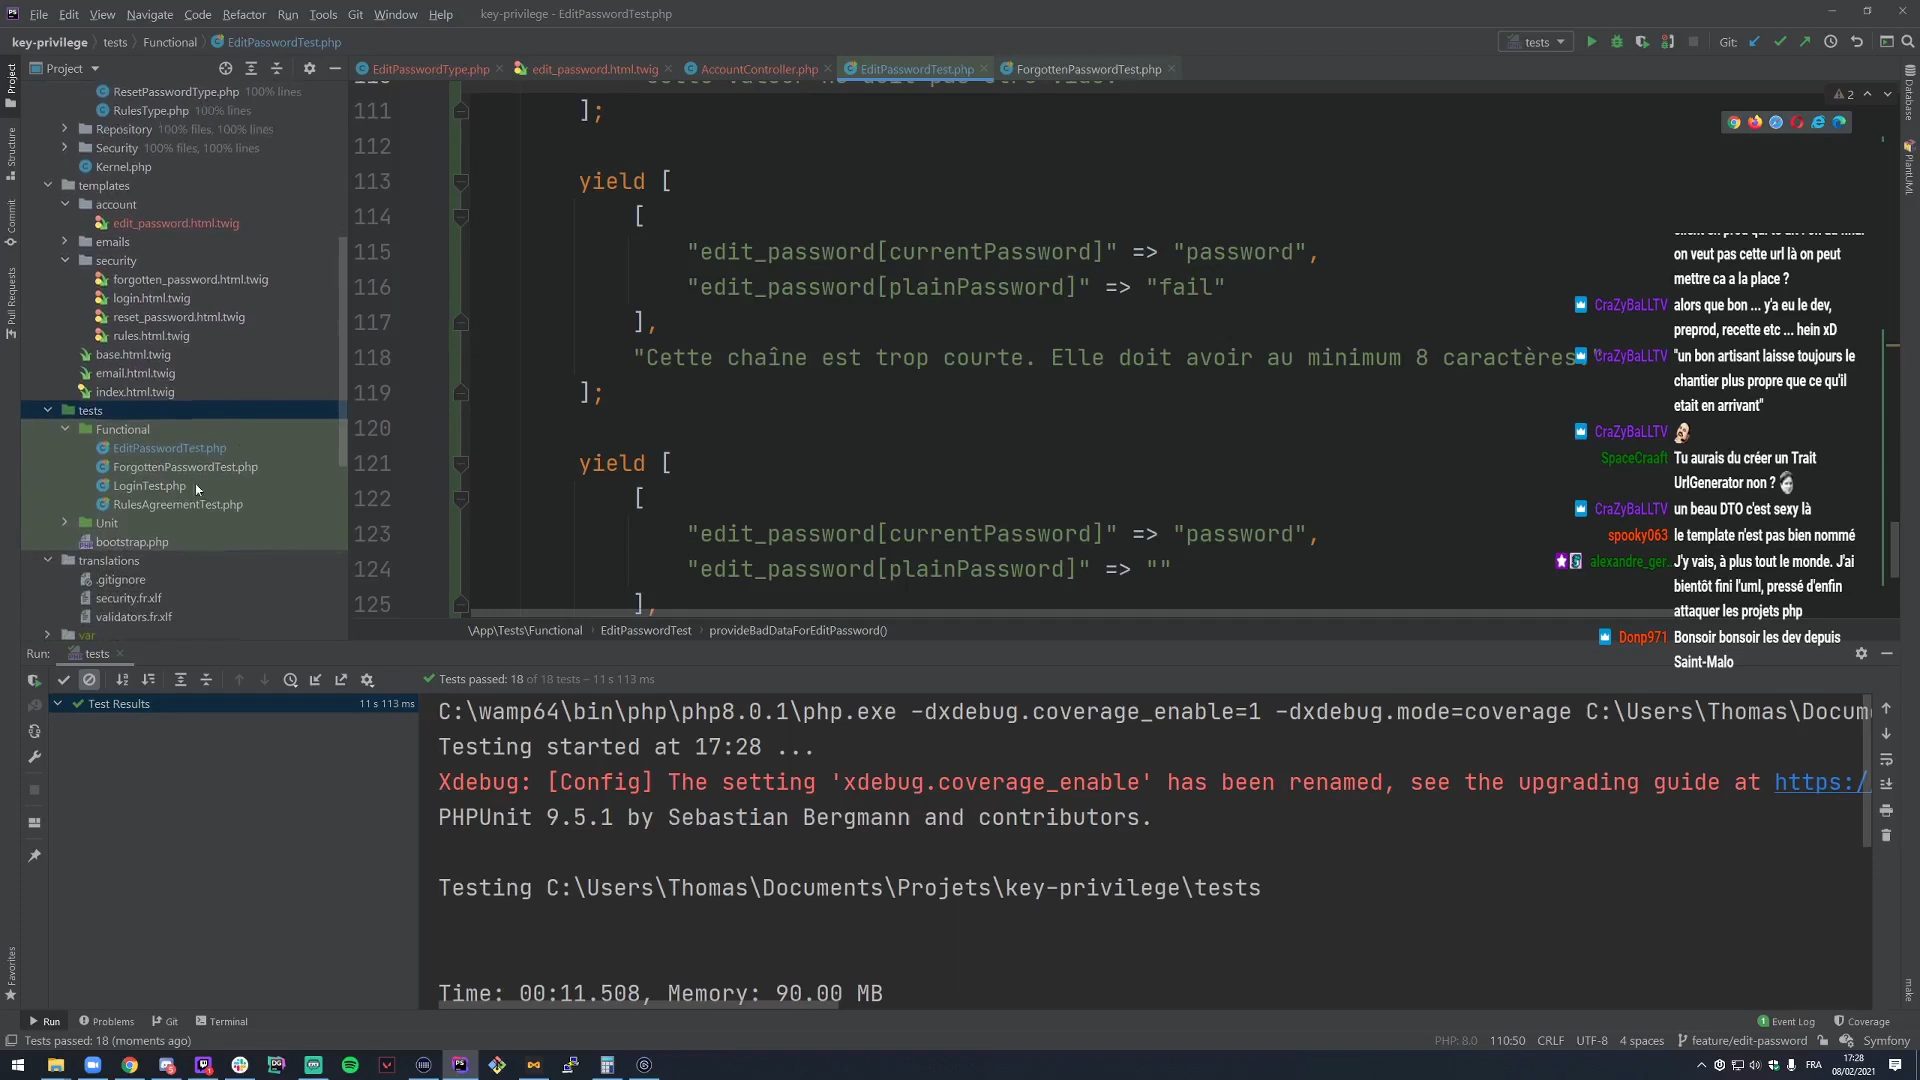 File Edit View Navigate Code Refactor Run Tools Git Window Help key-privilege - EditPasswordTest.php
key-privilege tests Functional EditPasswordTest.php
tests Git:
Project
EditPasswordType.php edit_password.html.twig AccountController.php EditPasswordTest.php ForgottenPasswordTest.php
ResetPasswordType.php 100% lines
RulesType.php 100% lines
Repository 100% files, 100% lines
Security 100% files, 100% lines
Kernel.php
templates
account
edit_password.html.twig
emails
security
forgotten_password.html.twig
login.html.twig
reset_password.html.twig
rules.html.twig
base.html.twig
email.html.twig
index.html.twig
tests
Functional
EditPasswordTest.php
ForgottenPasswordTest.php
LoginTest.php
RulesAgreementTest.php
Unit
bootstrap.php
translations
.gitignore
security.fr.xlf
validators.fr.xlf
var
Project
Structure
Commit
Pull Requests
Favorites
2
111 ];
112
113 yield [
114 [
115 "edit_password[currentPassword]" => "password",
116 "edit_password[plainPassword]" => "fail"
117 ],
118 "Cette chaîne est trop courte. Elle doit avoir au minimum 8 caractères
119 ];
120
121 yield [
122 [
123 "edit_password[currentPassword]" => "password",
124 "edit_password[plainPassword]" => ""
125 ],
\App\Tests\Functional EditPasswordTest provideBadDataForEditPassword()
on veut pas cette url là on peut
mettre ca a la place ?
CraZyBaLLTV alors que bon ... y'a eu le dev,
preprod, recette etc ... hein xD
CraZyBaLLTV "un bon artisant laisse toujours le
chantier plus propre que ce qu'il
etait en arrivant"
CraZyBaLLTV
SpaceCraaft Tu aurais du créer un Trait
UrlGenerator non ?
CraZyBaLLTV un beau DTO c'est sexy là
spooky063 le template n'est pas bien nommé
alexandre_ger.. J'y vais, à plus tout le monde. J'ai
bientôt fini l'uml, pressé d'enfin
attaquer les projets php
Donp971 Bonsoir bonsoir les dev depuis
Saint-Malo
Database
PlantUML
make
Run: tests
Tests passed: 18 of 18 tests – 11 s 113 ms
Test Results 11 s 113 ms
C:\wamp64\bin\php\php8.0.1\php.exe -dxdebug.coverage_enable=1 -dxdebug.mode=coverage C:\Users\Thomas\Docum
Testing started at 17:28 ...
Xdebug: [Config] The setting 'xdebug.coverage_enable' has been renamed, see the upgrading guide at https:/
PHPUnit 9.5.1 by Sebastian Bergmann and contributors.
Testing C:\Users\Thomas\Documents\Projets\key-privilege\tests
Time: 00:11.508, Memory: 90.00 MB
Run Problems Git Terminal 1 Event Log Coverage
Tests passed: 18 (moments ago) PHP: 8.0 110:50 CRLF UTF-8 4 spaces feature/edit-password Symfony
FRA 17:28
08/02/2021